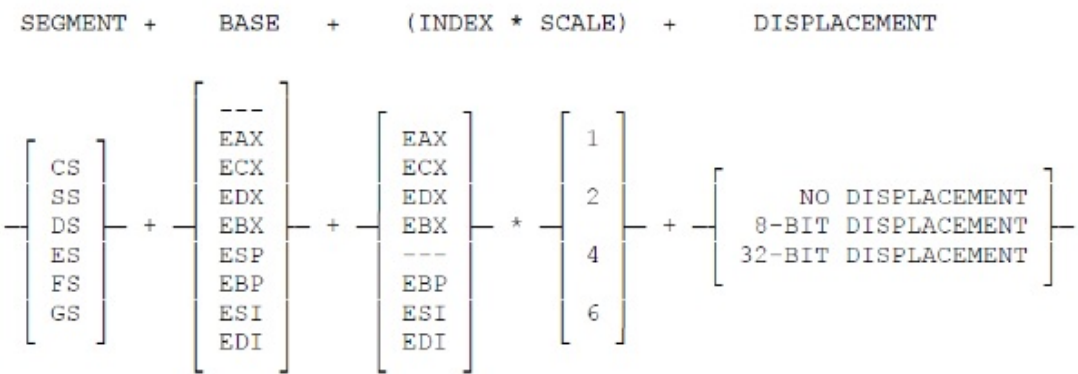 SEGMENT + BASE + (INDEX * SCALE) + DISPLACEMENT
---
EAX EAX 1
CS ECX ECX
SS EDX EDX 2 NO DISPLACEMENT
DS + EBX + EBX * + 8-BIT DISPLACEMENT
ES ESP --- 4 32-BIT DISPLACEMENT
FS EBP EBP
GS ESI ESI 6
EDI EDI